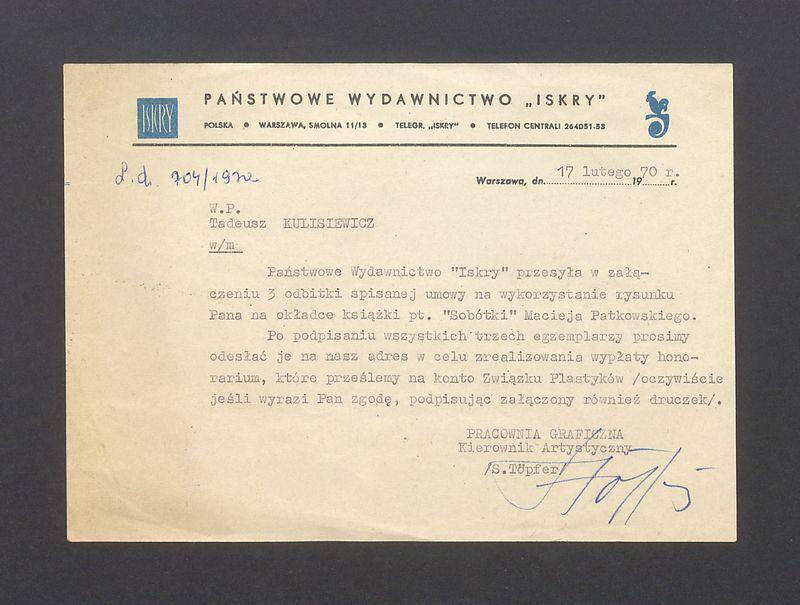 ISKRY
PAŃSTWOWE WYDAWNICTWO „ISKRY”
POLSKA ● WARSZAWA, SMOLNA 11/13 ● TELEGR. „ISKRY” ● TELEFON CENTRALI 264051-53
L.dz. 704/1970
Warszawa, dn. 17 lutego 1970 r.
W.P.
Tadeusz KULISIEWICZ
w/m
Państwowe Wydawnictwo "Iskry" przesyła w załą-
czeniu 3 odbitki spisanej umowy na wykorzystanie rysunku
Pana na okładce książki pt. "Sobótki" Macieja Patkowskiego.
Po podpisaniu wszystkich trzech egzemplarzy prosimy
odesłać je na nasz adres w celu zrealizowania wypłaty hono-
rarium, które prześlemy na konto Związku Plastyków /oczywiście
jeśli wyrazi Pan zgodę, podpisując załączony również druczek/.
PRACOWNIA GRAFICZNA
Kierownik Artystyczny
/S.Töpfer/